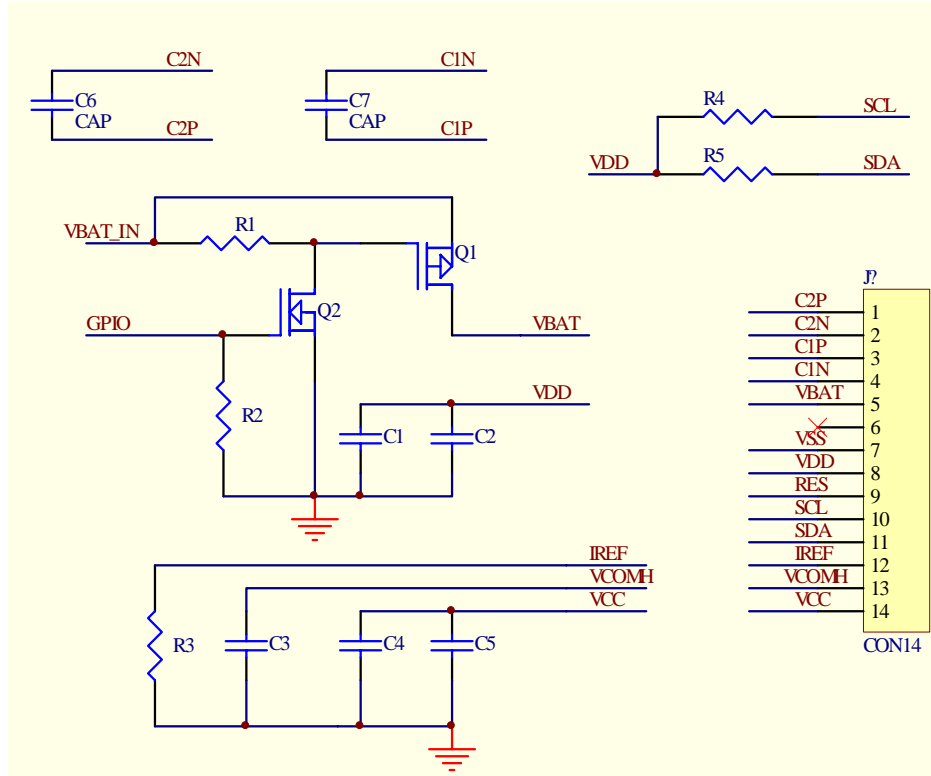 C2N
C6
CAP
C2P
C1N
C7
CAP
C1P
R4
SCL
VDD
R5
SDA
VBAT_IN
R1
Q1
GPIO
Q2
VBAT
R2
VDD
C1
C2
IREF
VCOMH
VCC
R3
C3
C4
C5
J?
C2P 1
C2N 2
C1P 3
C1N 4
VBAT 5
6
VSS 7
VDD 8
RES 9
SCL 10
SDA 11
IREF 12
VCOMH 13
VCC 14
CON14